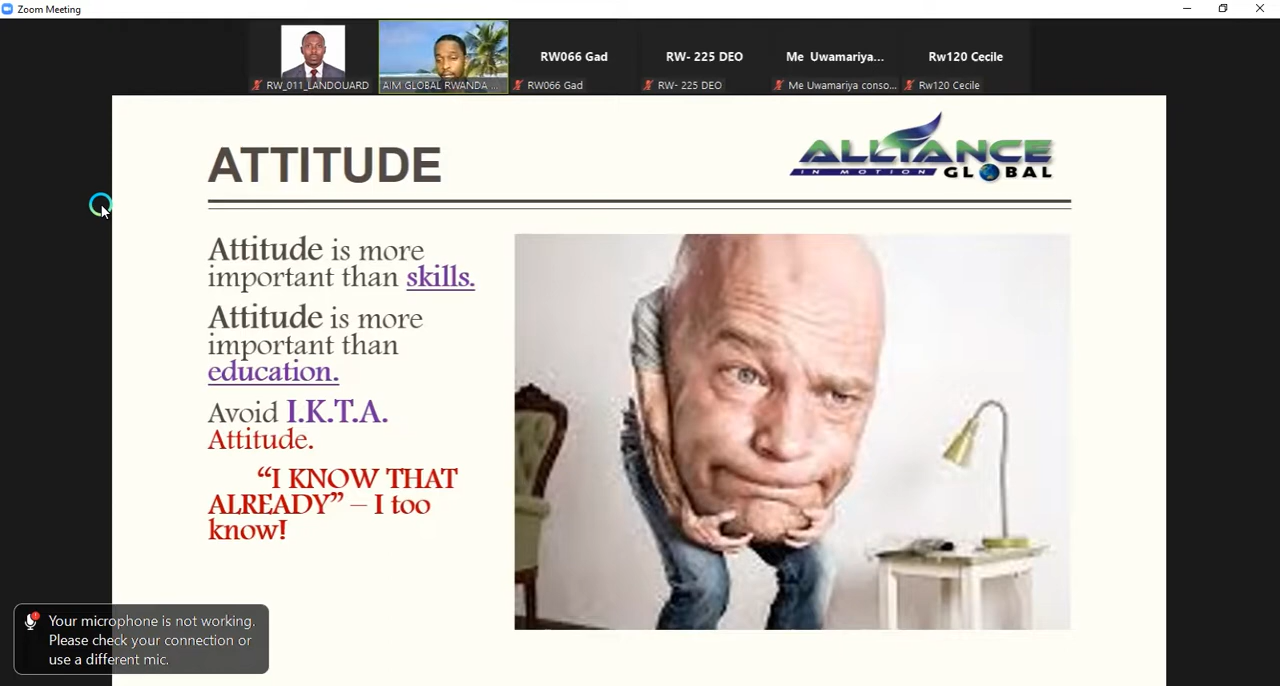 Zoom Meeting
RW066 Gad
RW- 225 DEO
Me Uwamariya...
Rw120 Cecile
RW_011_LANDOUARD
AIM GLOBAL RWANDA ...
RW066 Gad
RW- 225 DEO
Me Uwamariya conso...
Rw120 Cecile
ATTITUDE
ALLIANCE
IN MOTION GLOBAL
Attitude is more
important than skills.
Attitude is more
important than
education.
Avoid I.K.T.A.
Attitude.
“I KNOW THAT
ALREADY” – I too
know!
Your microphone is not working.
Please check your connection or
use a different mic.